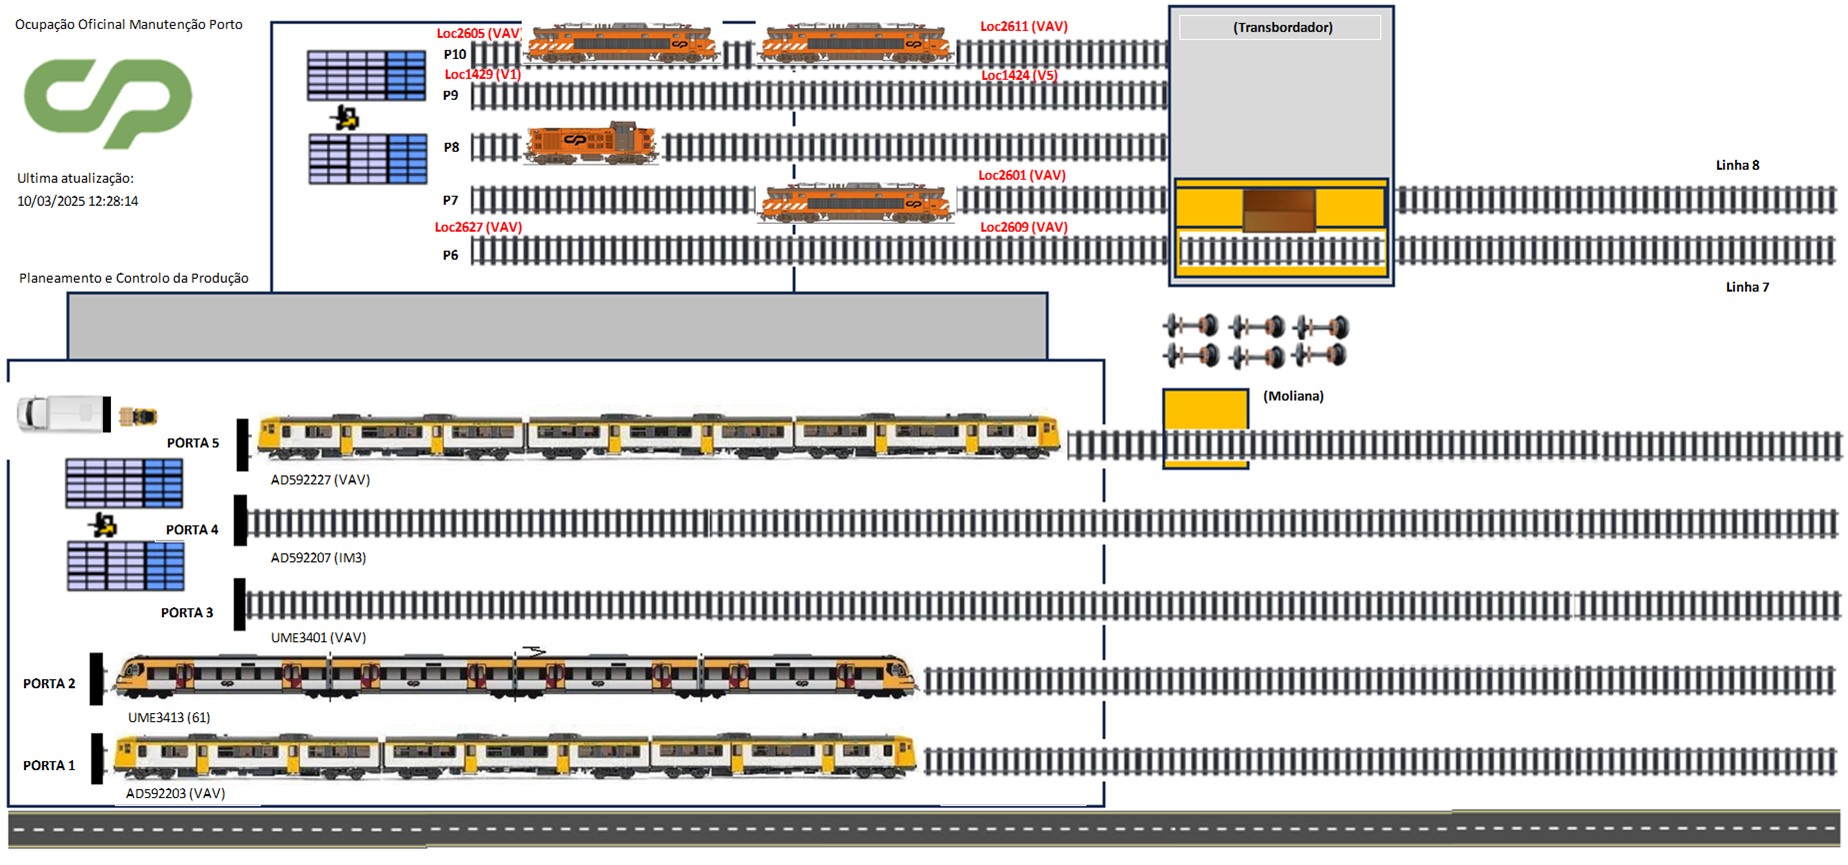 Ocupação Oficinal Manutenção Porto
CP
Ultima atualização:
10/03/2025 12:28:14
Planeamento e Controlo da Produção
Loc2605 (VAV)
Loc2611 (VAV)
P10
Loc1429 (V1)
Loc1424 (V5)
P9
P8
Loc2601 (VAV)
P7
Loc2627 (VAV)
Loc2609 (VAV)
P6
(Transbordador)
Linha 8
Linha 7
(Moliana)
PORTA 5
AD592227 (VAV)
PORTA 4
AD592207 (IM3)
PORTA 3
UME3401 (VAV)
PORTA 2
UME3413 (61)
PORTA 1
AD592203 (VAV)